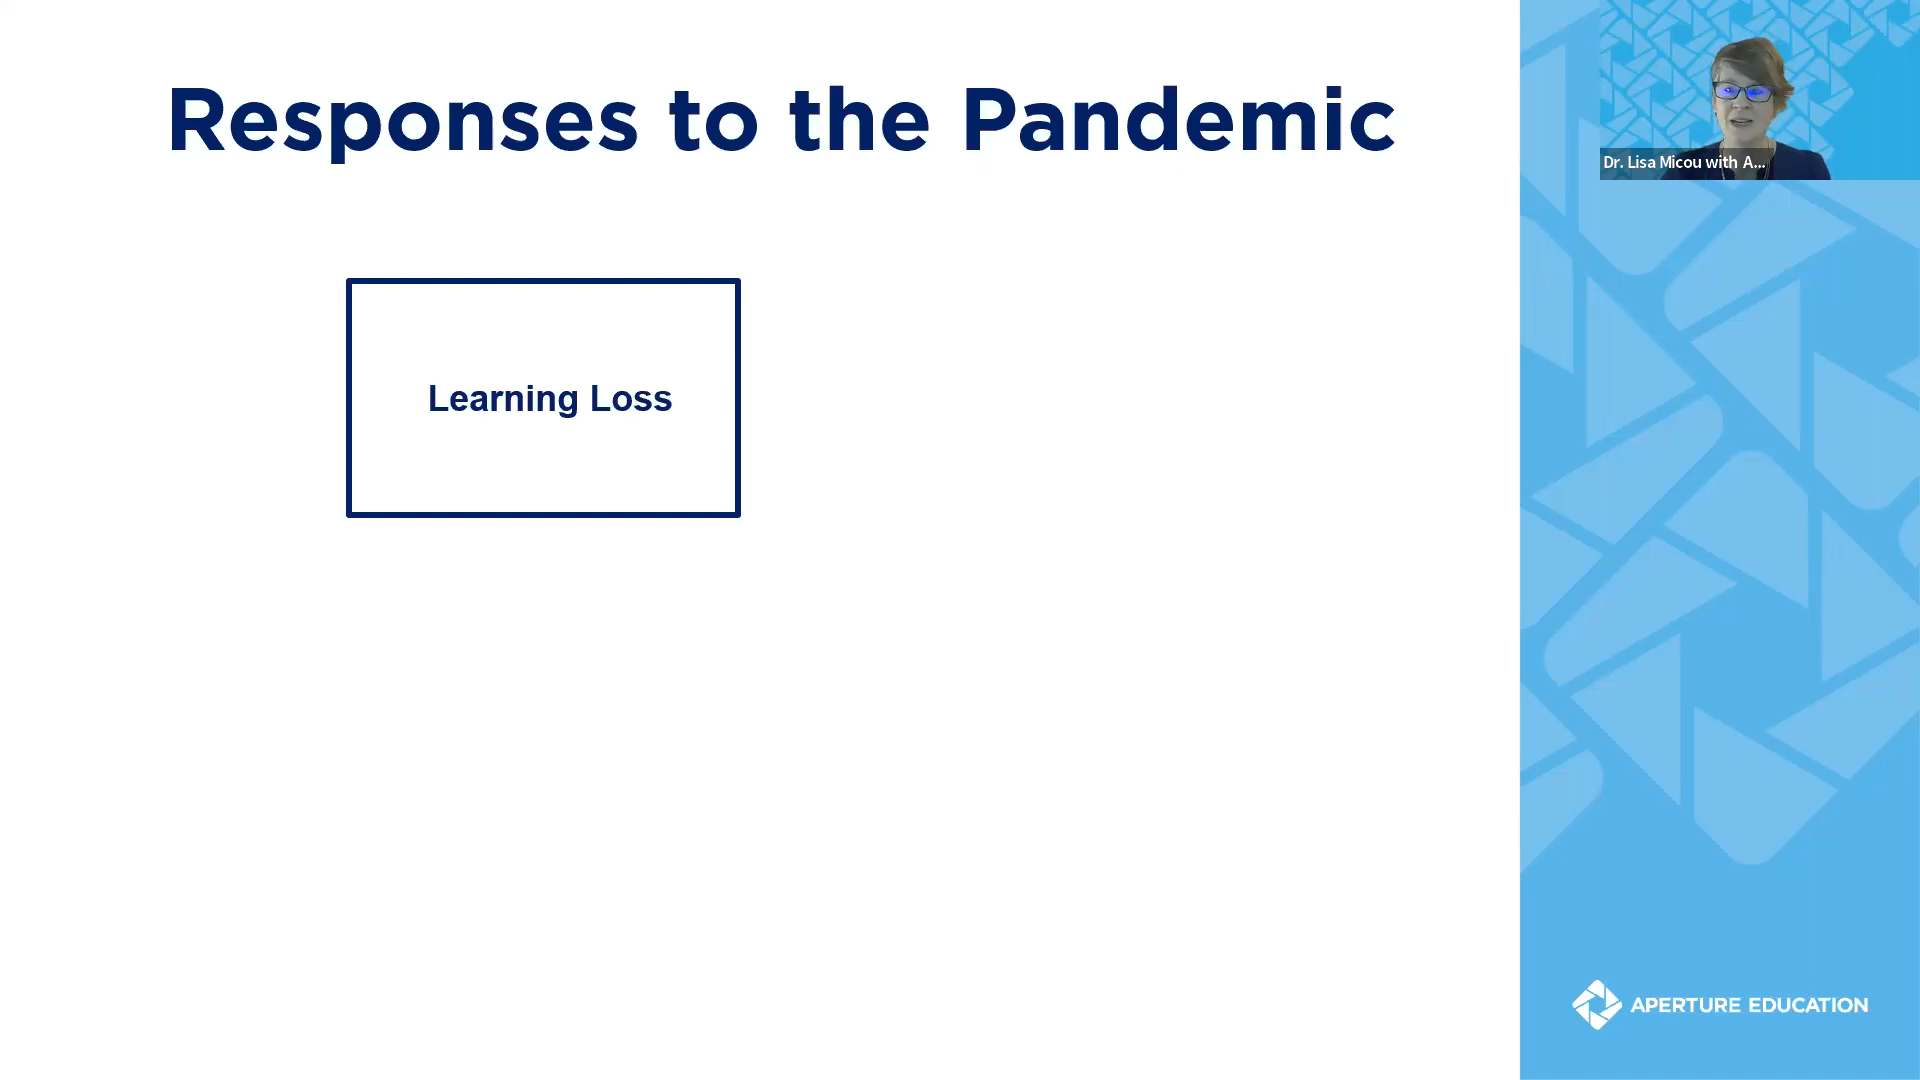 Responses to the Pandemic
Dr. Lisa Micou with A...
Learning Loss
APERTURE EDUCATION